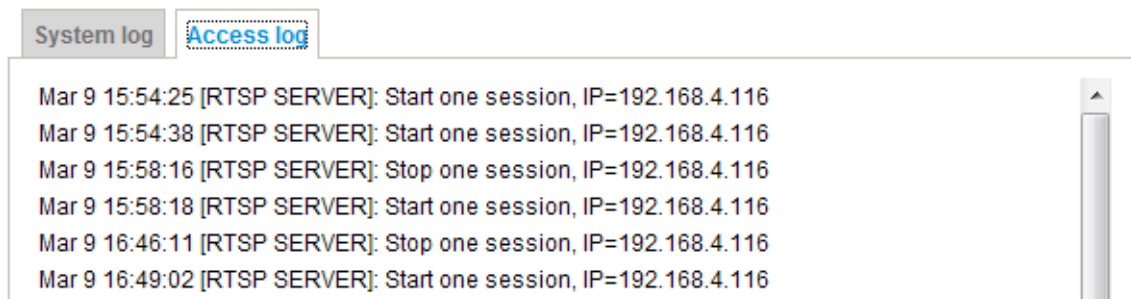 System log Access log
Mar 9 15:54:25 [RTSP SERVER]: Start one session, IP=192.168.4.116
Mar 9 15:54:38 [RTSP SERVER]: Start one session, IP=192.168.4.116
Mar 9 15:58:16 [RTSP SERVER]: Stop one session, IP=192.168.4.116
Mar 9 15:58:18 [RTSP SERVER]: Start one session, IP=192.168.4.116
Mar 9 16:46:11 [RTSP SERVER]: Stop one session, IP=192.168.4.116
Mar 9 16:49:02 [RTSP SERVER]: Start one session, IP=192.168.4.116